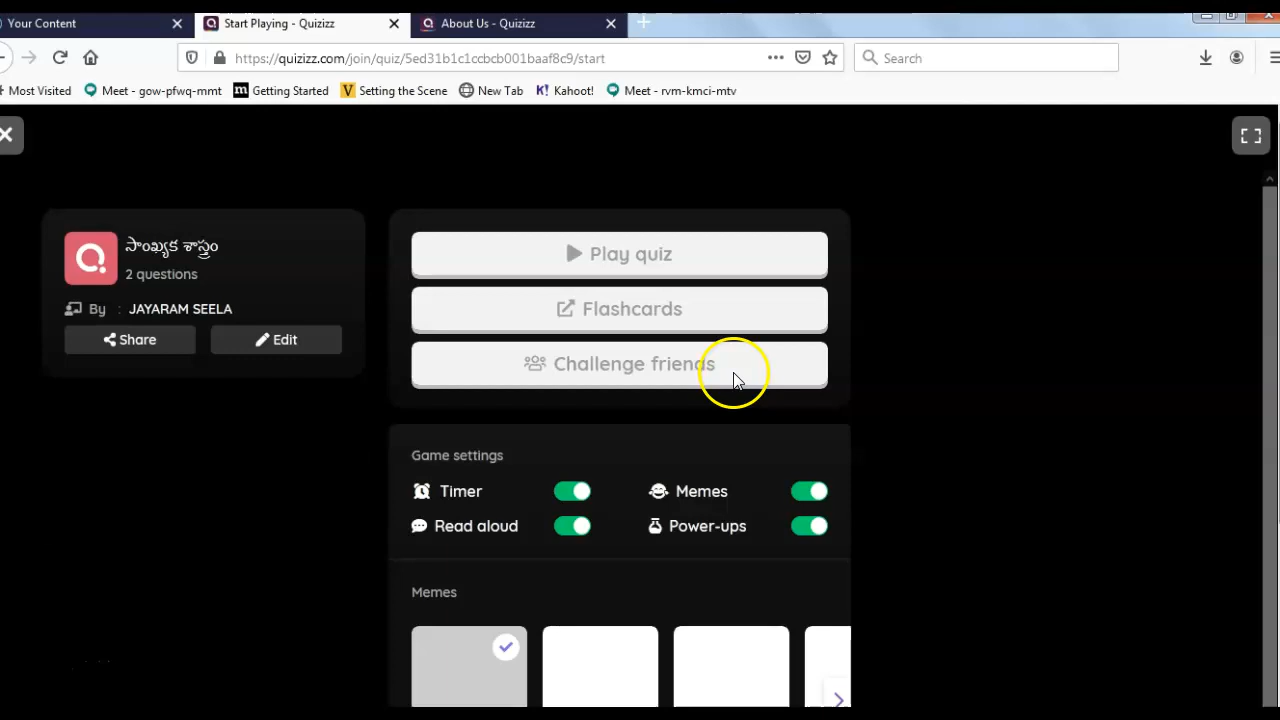 Your Content
Start Playing - Quizizz
About Us - Quizizz
https://quizizz.com/join/quiz/5ed31b1c1ccbcb001baaf8c9/start
Search
Most Visited
Meet - gow-pfwq-mmt
Getting Started
Setting the Scene
New Tab
Kahoot!
Meet - rvm-kmci-mtv
సాంఖ్యక శాస్త్రం
2 questions
By : JAYARAM SEELA
Share
Edit
Play quiz
Flashcards
Challenge friends
Game settings
Timer
Memes
Read aloud
Power-ups
Memes